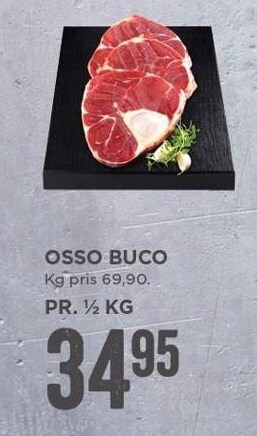 OSSO BUCO
Kg pris 69,90.
PR. ½ KG
34 95